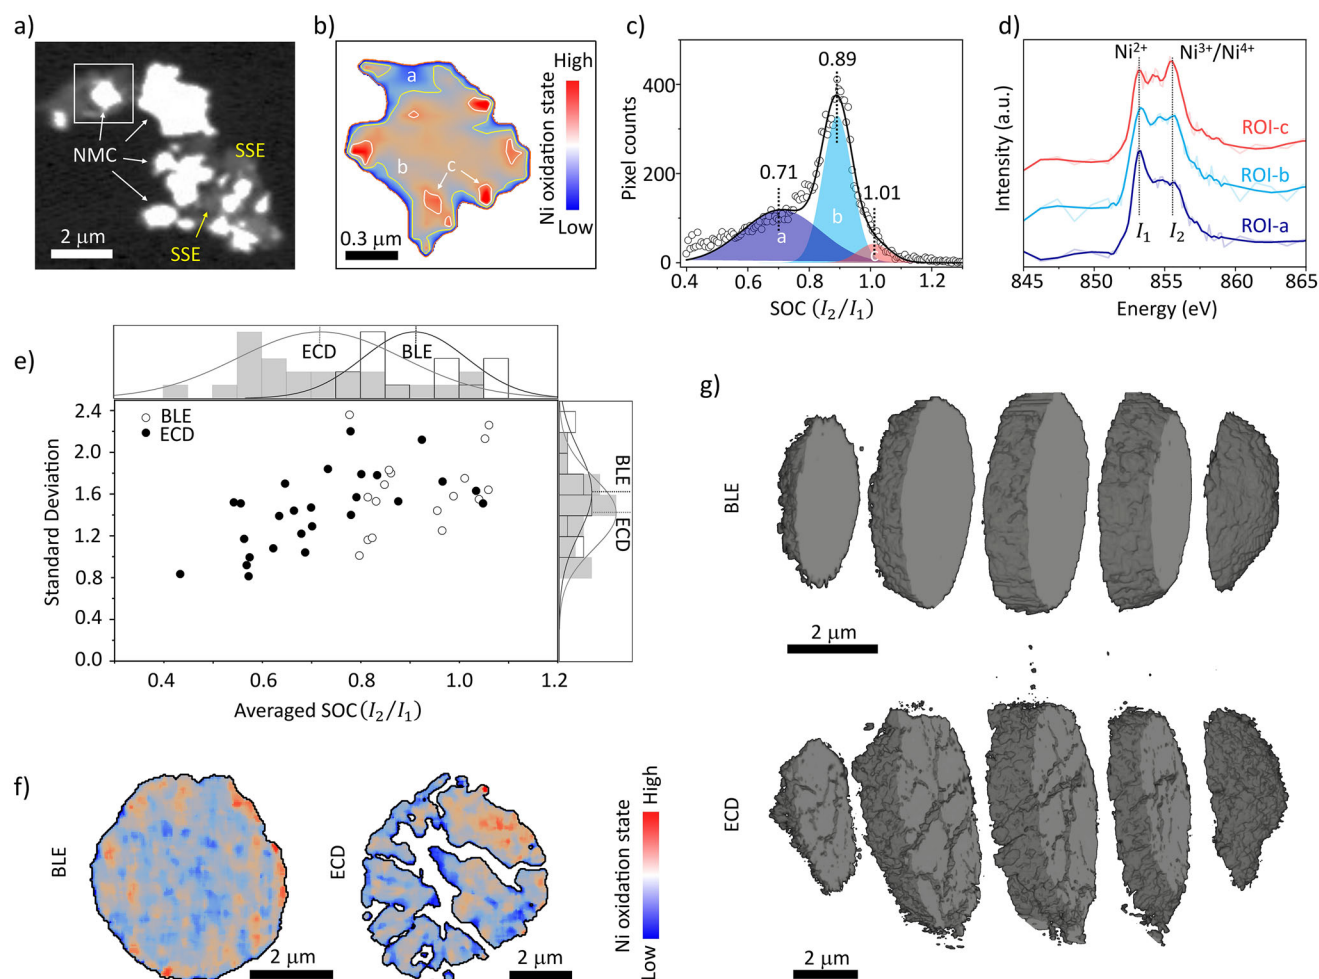 a)
NMC
SSE
SSE
2 μm
b)
a
b
c
0.3 μm
High
Ni oxidation state
Low
c)
0.89
0.71
1.01
a
b
c
Pixel counts
400
200
0
0.4 0.6 0.8 1.0 1.2
SOC (I₂/I₁)
d)
Ni²⁺ Ni³⁺/Ni⁴⁺
ROI-c
ROI-b
ROI-a
I₁ I₂
Intensity (a.u.)
845 850 855 860 865
Energy (eV)
e)
ECD BLE
BLE
ECD
BLE
ECD
Standard Deviation
2.4
2.0
1.6
1.2
0.8
0.4
0.0
0.4 0.6 0.8 1.0 1.2
Averaged SOC (I₂/I₁)
f)
BLE
2 μm
ECD
2 μm
High
Ni oxidation state
Low
g)
BLE
2 μm
ECD
2 μm